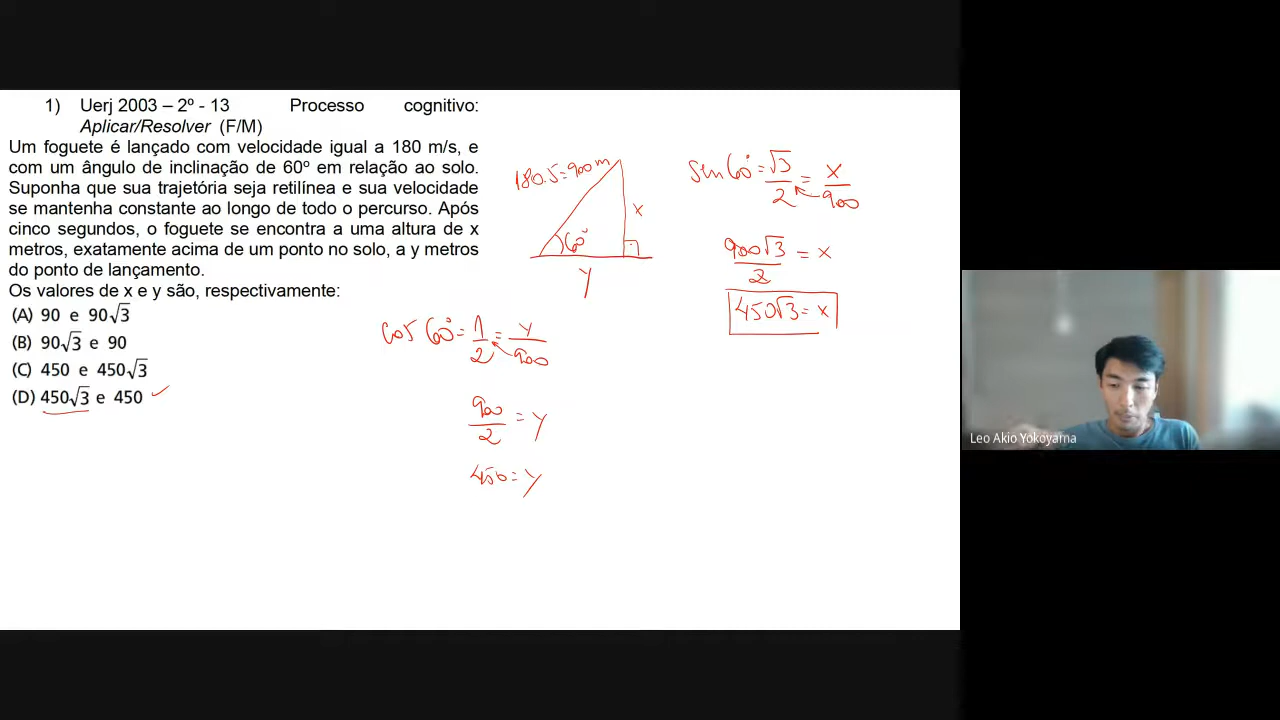 1) Uerj 2003 – 2º - 13 Processo cognitivo:
Aplicar/Resolver (F/M)
Um foguete é lançado com velocidade igual a 180 m/s, e
com um ângulo de inclinação de 60º em relação ao solo.
Suponha que sua trajetória seja retilínea e sua velocidade
se mantenha constante ao longo de todo o percurso. Após
cinco segundos, o foguete se encontra a uma altura de x
metros, exatamente acima de um ponto no solo, a y metros
do ponto de lançamento.
Os valores de x e y são, respectivamente:
(A) 90 e 90√3
(B) 90√3 e 90
(C) 450 e 450√3
(D) 450√3 e 450
180.5=900m
x
60°
y
cos 60° = 1/2 = y/900
900/2 = y
450 = y
sen 60° = √3/2 = x/900
900√3/2 = x
450√3 = x
Leo Akio Yokoyama